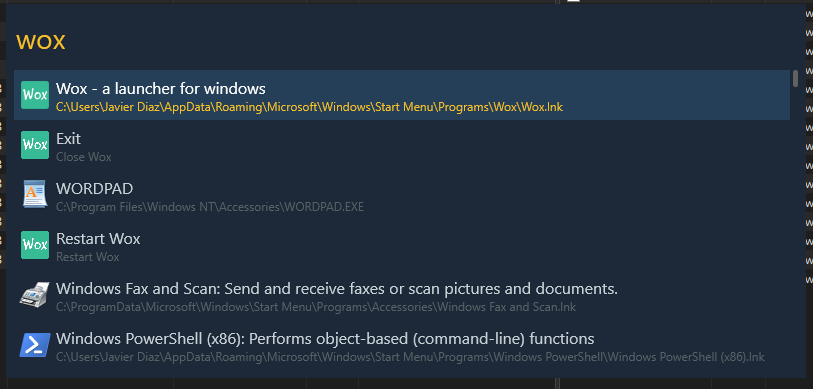 wox
Wox - a launcher for windows
C:\Users\Javier Diaz\AppData\Roaming\Microsoft\Windows\Start Menu\Programs\Wox\Wox.lnk
Wox
Exit
Close Wox
Wox
WORDPAD
C:\Program Files\Windows NT\Accessories\WORDPAD.EXE
Restart Wox
Restart Wox
Wox
Windows Fax and Scan: Send and receive faxes or scan pictures and documents.
C:\ProgramData\Microsoft\Windows\Start Menu\Programs\Accessories\Windows Fax and Scan.lnk
Windows PowerShell (x86): Performs object-based (command-line) functions
C:\Users\Javier Diaz\AppData\Roaming\Microsoft\Windows\Start Menu\Programs\Windows PowerShell\Windows PowerShell (x86).lnk